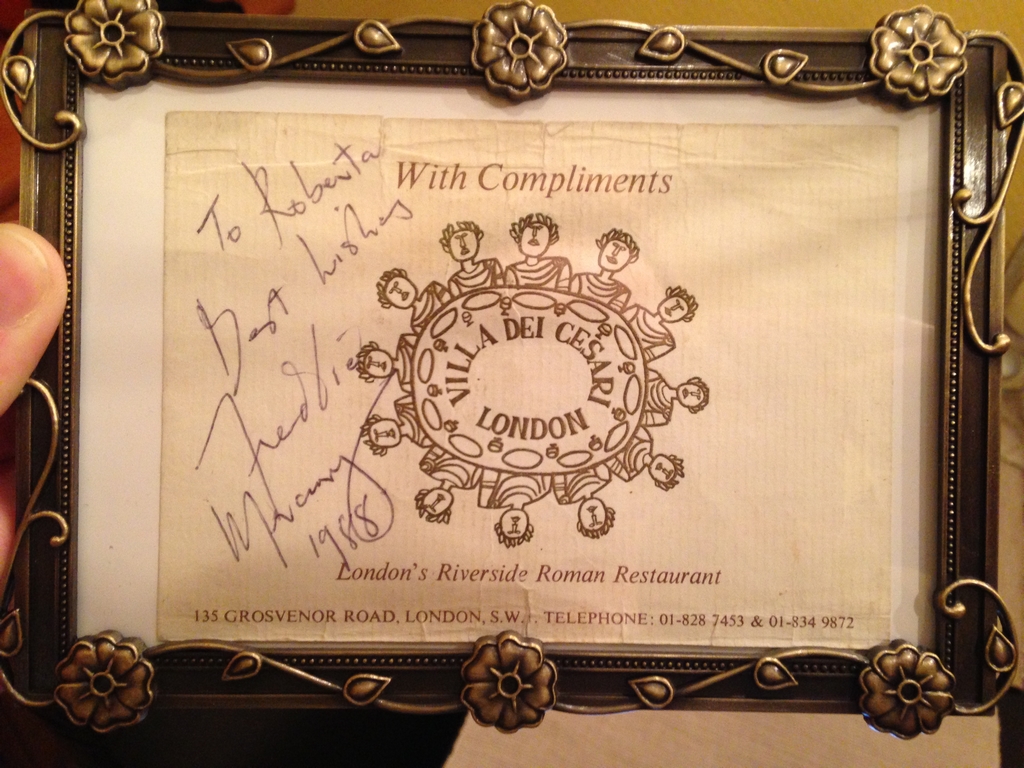 To Roberta
Best wishes
Freddie
Mercury
1988
With Compliments
VILLA DEI CESARI
LONDON
London's Riverside Roman Restaurant
135 GROSVENOR ROAD, LONDON, S.W.1. TELEPHONE: 01-828 7453 & 01-834 9872